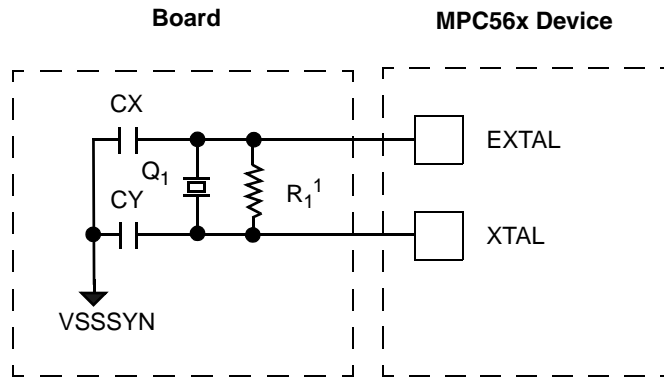 Board
MPC56x Device
CX
EXTAL
Q₁
R₁¹
CY
XTAL
VSSSYN